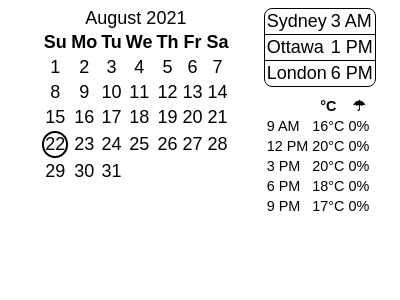 August 2021
Su Mo Tu We Th Fr Sa
1 2 3 4 5 6 7
8 9 10 11 12 13 14
15 16 17 18 19 20 21
22 23 24 25 26 27 28
29 30 31
Sydney 3 AM
Ottawa 1 PM
London 6 PM
°C ☂
9 AM 16°C 0%
12 PM 20°C 0%
3 PM 20°C 0%
6 PM 18°C 0%
9 PM 17°C 0%